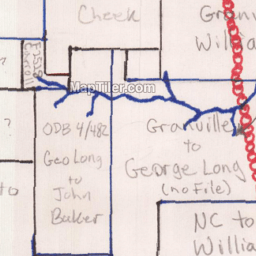 Cheek
Gran
Willia
MapTiler.com
?
ODB 4/482
Geo Long
to
John
Baker
Granville
to
George Long
(no File)
to
NC to
Willia